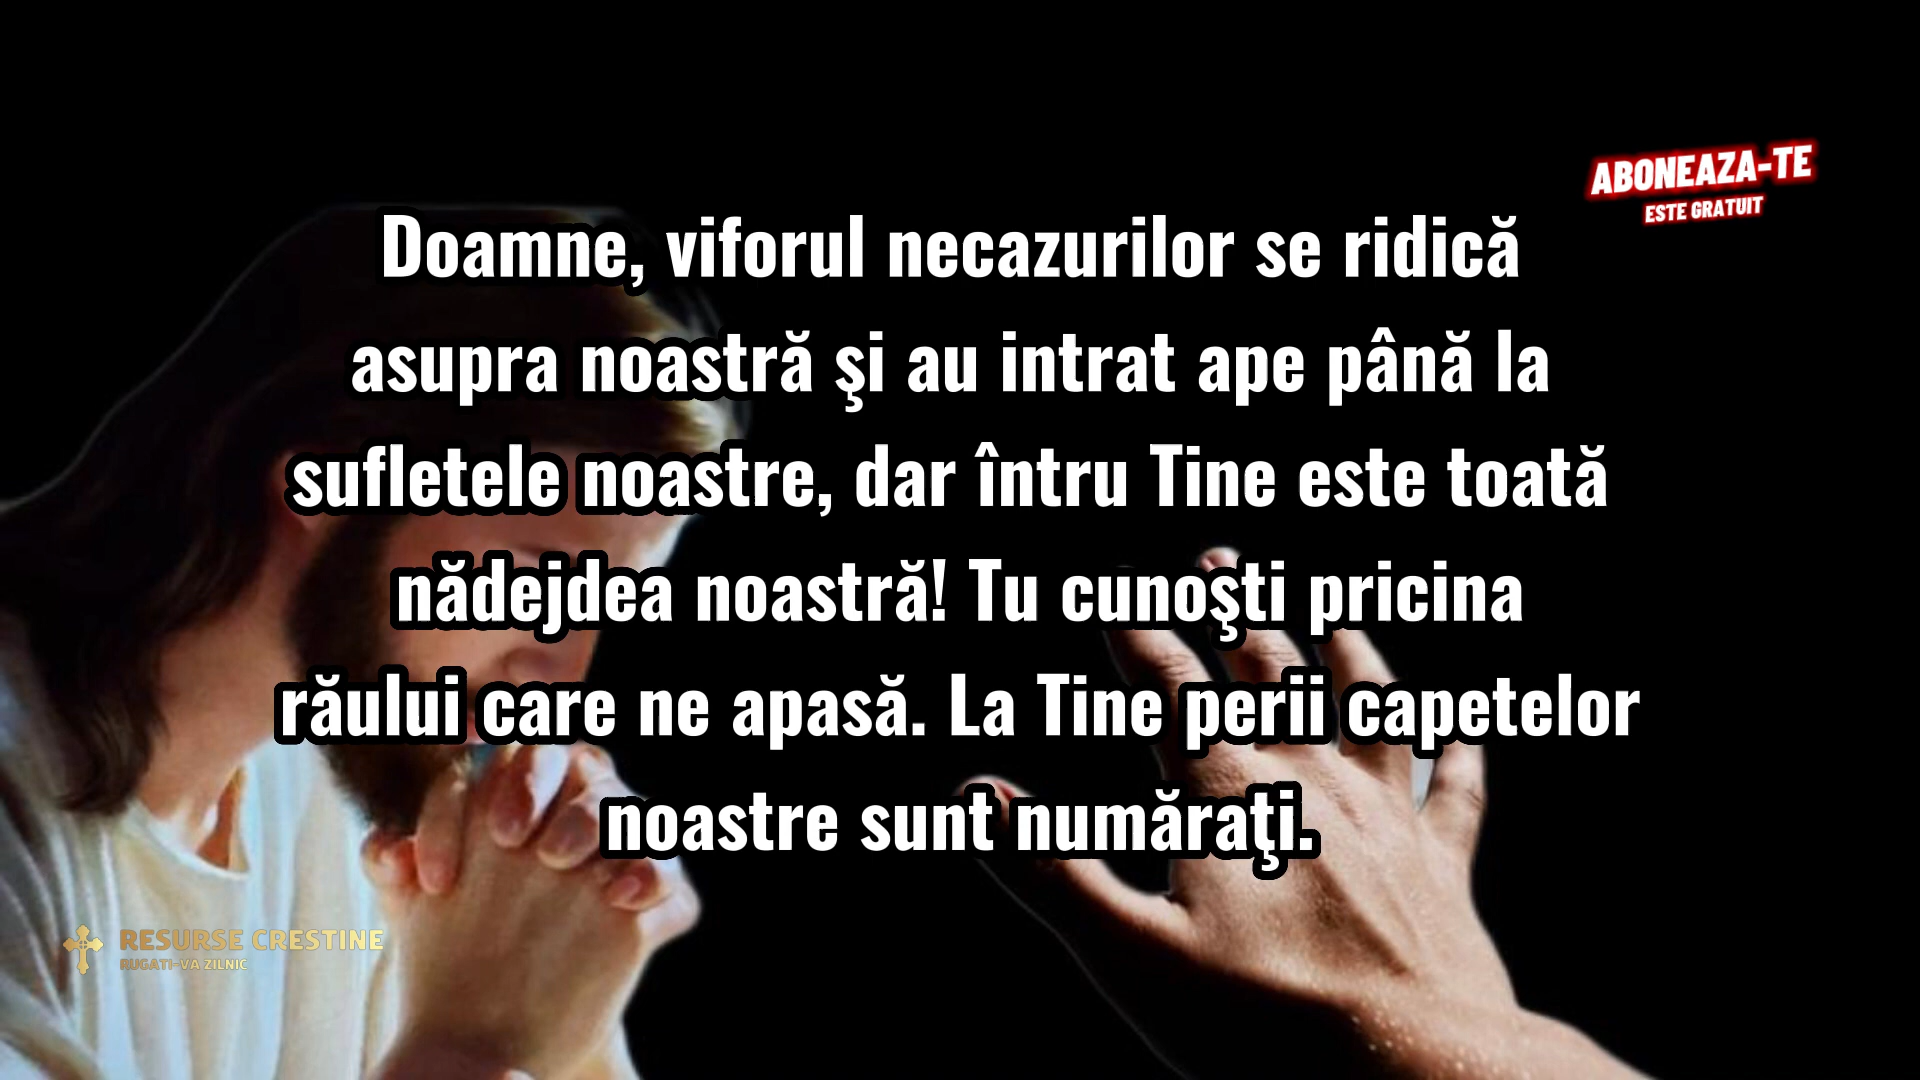 ABONEAZA-TE
ESTE GRATUIT
Doamne, viforul necazurilor se ridică
asupra noastră şi au intrat ape până la
sufletele noastre, dar întru Tine este toată
nădejdea noastră! Tu cunoşti pricina
răului care ne apasă. La Tine perii capetelor
noastre sunt număraţi.
RESURSE CRESTINE
RUGATI-VA ZILNIC